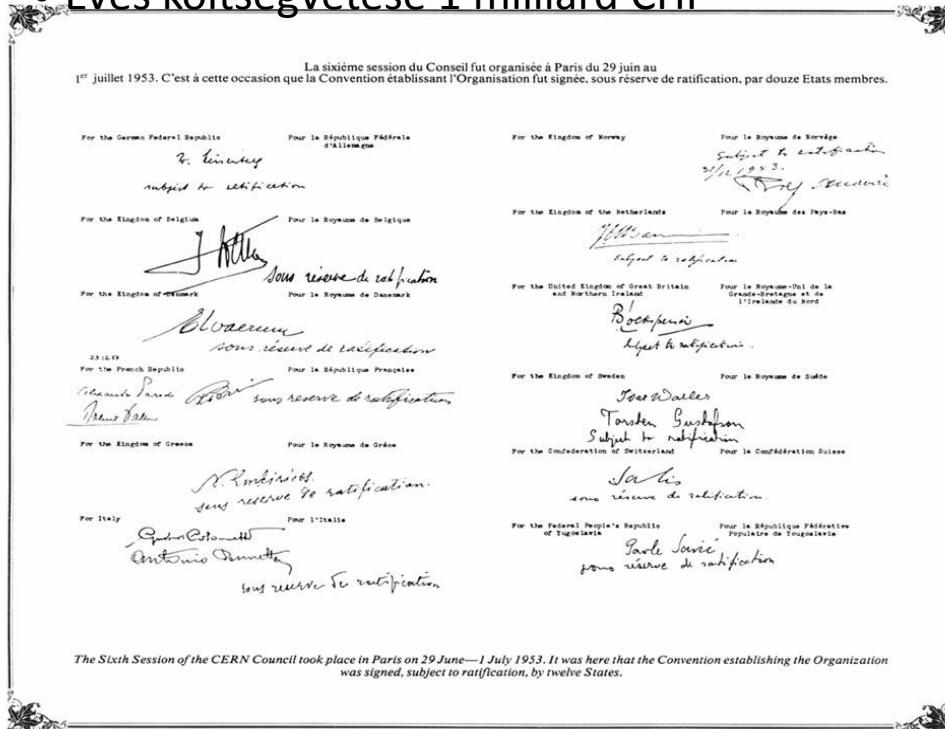 Éves költségvetése 1 milliárd CHF
La sixième session du Conseil fut organisée à Paris du 29 juin au
1er juillet 1953. C'est à cette occasion que la Convention établissant l'Organisation fut signée, sous réserve de ratification, par douze Etats membres.
For the German Federal Republic
Pour la République Fédérale
d'Allemagne
subject to ratification
For the Kingdom of Belgium
Pour le Royaume de Belgique
sous réserve de ratification
For the Kingdom of Denmark
Pour le Royaume de Danemark
sous réserve de ratification
For the French Republic
Pour la République Française
sous reserve de ratification
For the Kingdom of Greece
Pour le Royaume de Grèce
sous reserve de ratification.
For Italy
Pour l'Italie
Antonio
sous reserve de ratification
For the Kingdom of Norway
Pour le Royaume de Norvège
Subject to ratification
31/12 1953.
For the Kingdom of the Netherlands
Pour le Royaume des Pays-Bas
Subject to ratification
For the United Kingdom of Great Britain
and Northern Ireland
Pour le Royaume-Uni de la
Grande-Bretagne et de
l'Irelande du Nord
Subject to ratification.
For the Kingdom of Sweden
Pour le Royaume de Suède
Torsten Gustafson
Subject to ratification
For the Confederation of Switzerland
Pour la Confédération Suisse
sous réserve de ratification.
For the Federal People's Republic
of Yugoslavia
Pour la République Fédérative
Populaire de Yougoslavie
Pavle Savić
sous réserve de ratification
The Sixth Session of the CERN Council took place in Paris on 29 June—1 July 1953. It was here that the Convention establishing the Organization
was signed, subject to ratification, by twelve States.